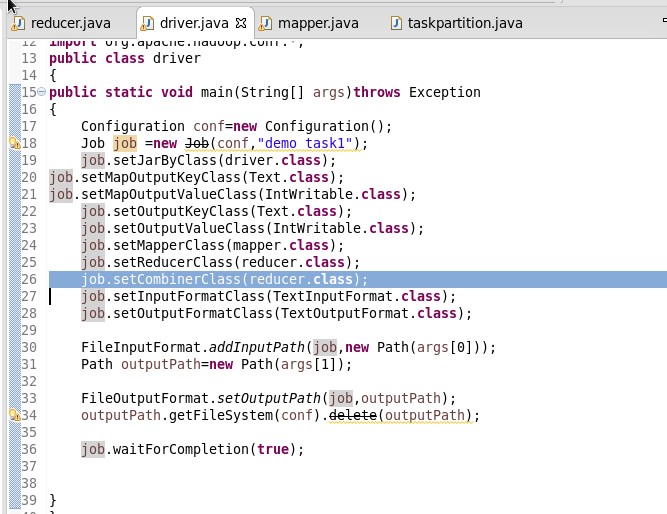 reducer.java driver.java mapper.java taskpartition.java
12 import org.apache.hadoop.conf.*;
13 public class driver
14 {
15 public static void main(String[] args)throws Exception
16 {
17 Configuration conf=new Configuration();
18 Job job =new Job(conf,"demo task1");
19 job.setJarByClass(driver.class);
20 job.setMapOutputKeyClass(Text.class);
21 job.setMapOutputValueClass(IntWritable.class);
22 job.setOutputKeyClass(Text.class);
23 job.setOutputValueClass(IntWritable.class);
24 job.setMapperClass(mapper.class);
25 job.setReducerClass(reducer.class);
26 job.setCombinerClass(reducer.class);
27 job.setInputFormatClass(TextInputFormat.class);
28 job.setOutputFormatClass(TextOutputFormat.class);
29
30 FileInputFormat.addInputPath(job,new Path(args[0]));
31 Path outputPath=new Path(args[1]);
32
33 FileOutputFormat.setOutputPath(job,outputPath);
34 outputPath.getFileSystem(conf).delete(outputPath);
35
36 job.waitForCompletion(true);
37
38
39 }